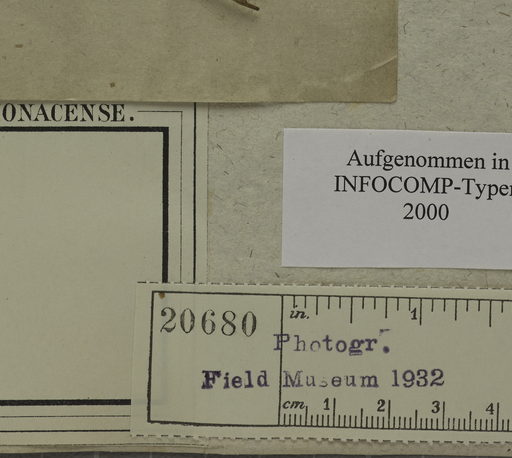 ONACENSE.
Aufgenommen in
INFOCOMP-Typen
2000
20680
in. 1
Photogr.
Field Museum 1932
cm. 1 2 3 4